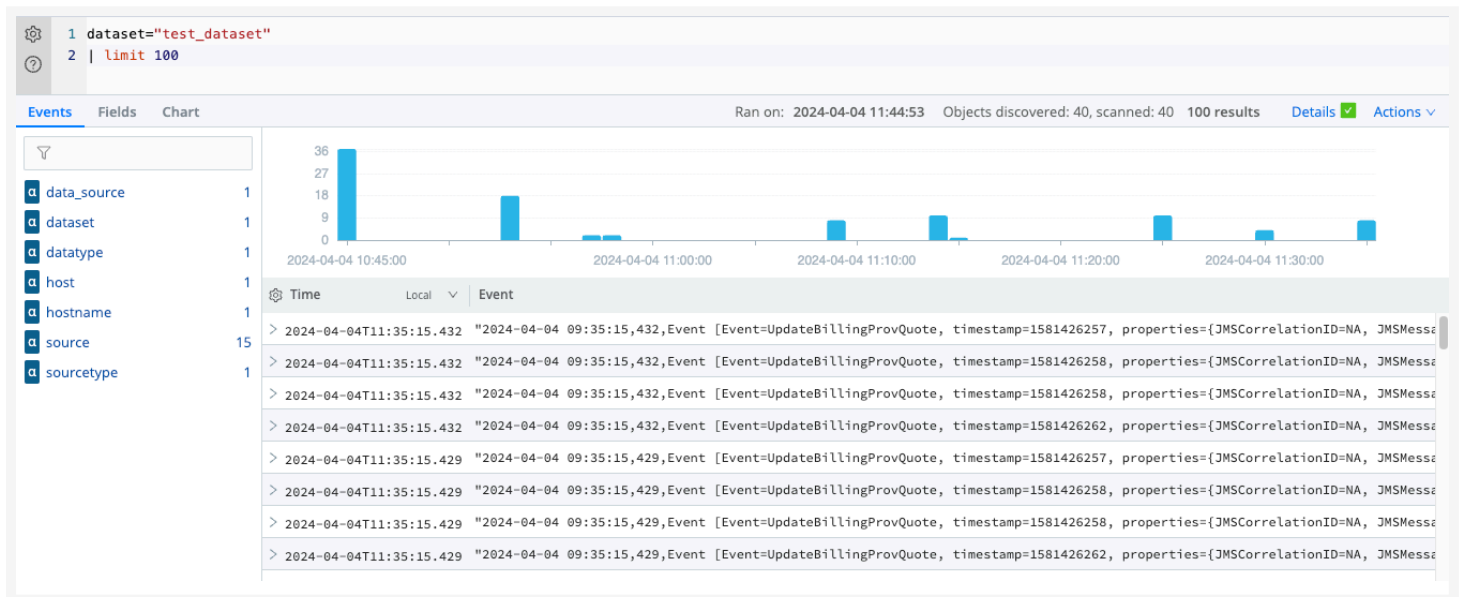 1 dataset="test_dataset"
2 | limit 100
Events Fields Chart Ran on: 2024-04-04 11:44:53 Objects discovered: 40, scanned: 40 100 results Details Actions
α data_source 1
α dataset 1
α datatype 1
α host 1
α hostname 1
α source 15
α sourcetype 1
36
27
18
9
0
2024-04-04 10:45:00 2024-04-04 11:00:00 2024-04-04 11:10:00 2024-04-04 11:20:00 2024-04-04 11:30:00
Time Local Event
2024-04-04T11:35:15.432 "2024-04-04 09:35:15,432,Event [Event=UpdateBillingProvQuote, timestamp=1581426257, properties={JMSCorrelationID=NA, JMSMessa
2024-04-04T11:35:15.432 "2024-04-04 09:35:15,432,Event [Event=UpdateBillingProvQuote, timestamp=1581426258, properties={JMSCorrelationID=NA, JMSMessa
2024-04-04T11:35:15.432 "2024-04-04 09:35:15,432,Event [Event=UpdateBillingProvQuote, timestamp=1581426258, properties={JMSCorrelationID=NA, JMSMessa
2024-04-04T11:35:15.432 "2024-04-04 09:35:15,432,Event [Event=UpdateBillingProvQuote, timestamp=1581426262, properties={JMSCorrelationID=NA, JMSMessa
2024-04-04T11:35:15.429 "2024-04-04 09:35:15,429,Event [Event=UpdateBillingProvQuote, timestamp=1581426257, properties={JMSCorrelationID=NA, JMSMessa
2024-04-04T11:35:15.429 "2024-04-04 09:35:15,429,Event [Event=UpdateBillingProvQuote, timestamp=1581426258, properties={JMSCorrelationID=NA, JMSMessa
2024-04-04T11:35:15.429 "2024-04-04 09:35:15,429,Event [Event=UpdateBillingProvQuote, timestamp=1581426258, properties={JMSCorrelationID=NA, JMSMessa
2024-04-04T11:35:15.429 "2024-04-04 09:35:15,429,Event [Event=UpdateBillingProvQuote, timestamp=1581426262, properties={JMSCorrelationID=NA, JMSMessa